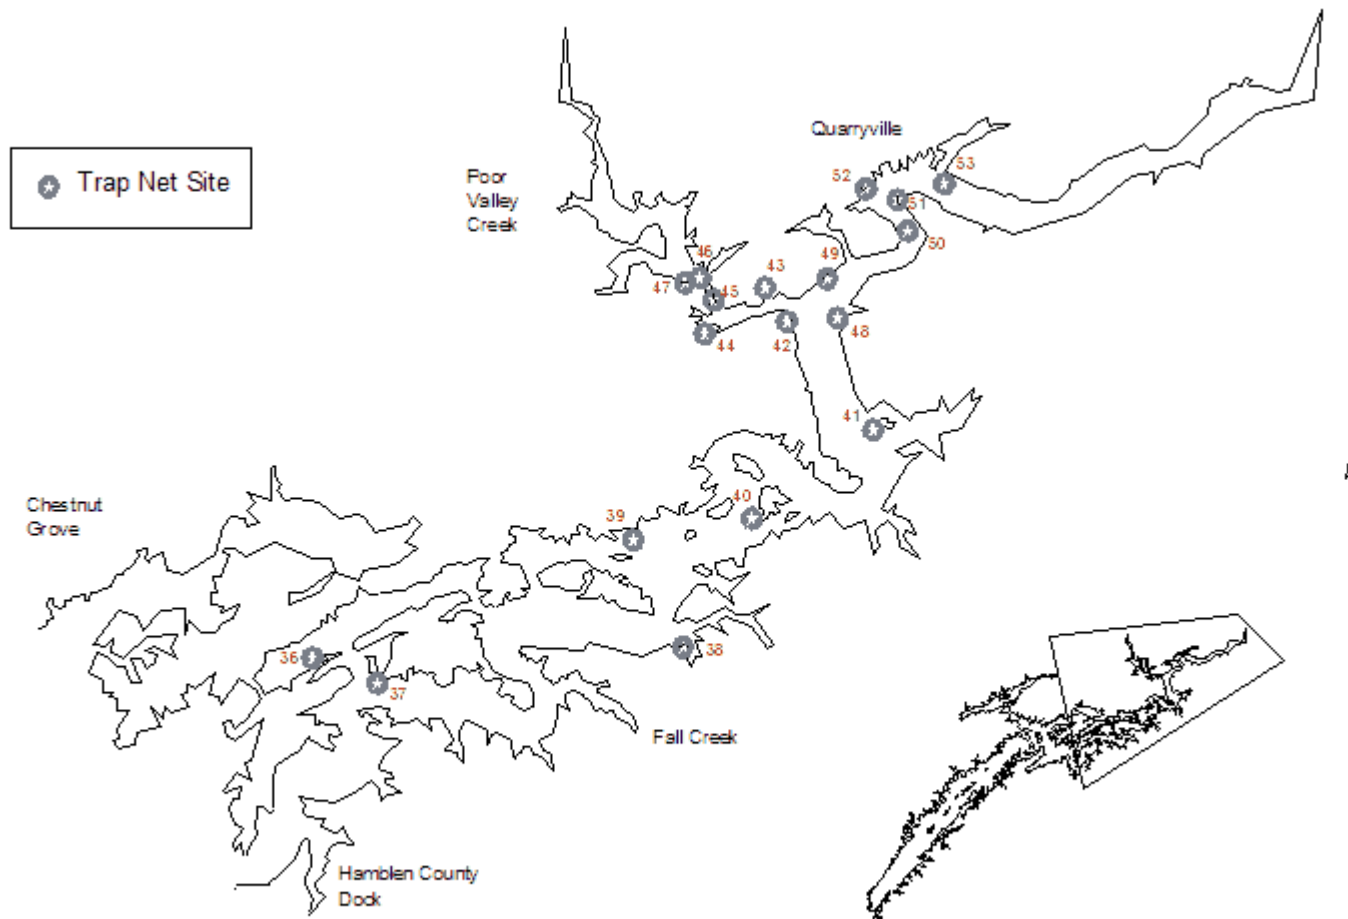 Quarryville
Trap Net Site
Poor
Valley
Creek
52
53
51
50
46
47
45
43
49
44
42
48
41
40
39
Chestnut
Grove
36
37
38
Fall Creek
Hamblen County
Dock